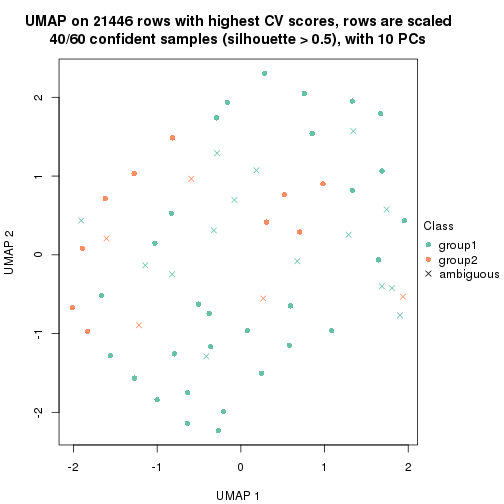 UMAP on 21446 rows with highest CV scores, rows are scaled
40/60 confident samples (silhouette > 0.5), with 10 PCs
2
1
0
-1
-2
UMAP 2
-2
-1
0
1
2
UMAP 1
Class
group1
group2
ambiguous